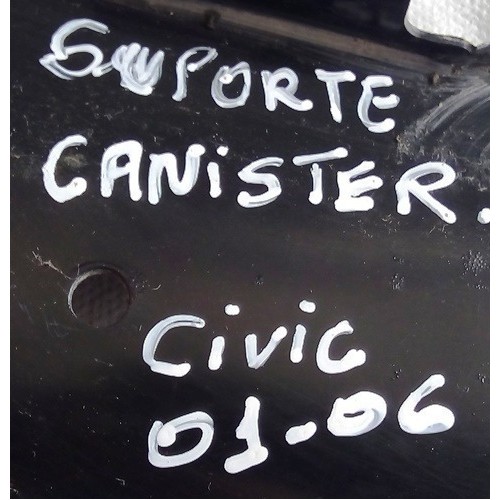 SUPORTE
CANiSTER.
Civic
01-06